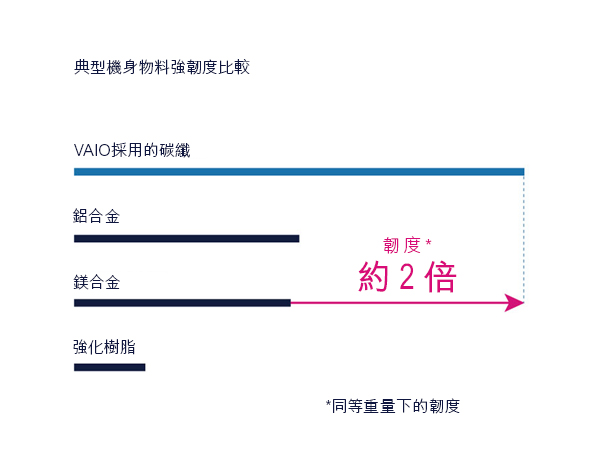 典型機身物料強韌度比較
VAIO採用的碳纖
鋁合金
韌度*
約2倍
鎂合金
強化樹脂
*同等重量下的韌度